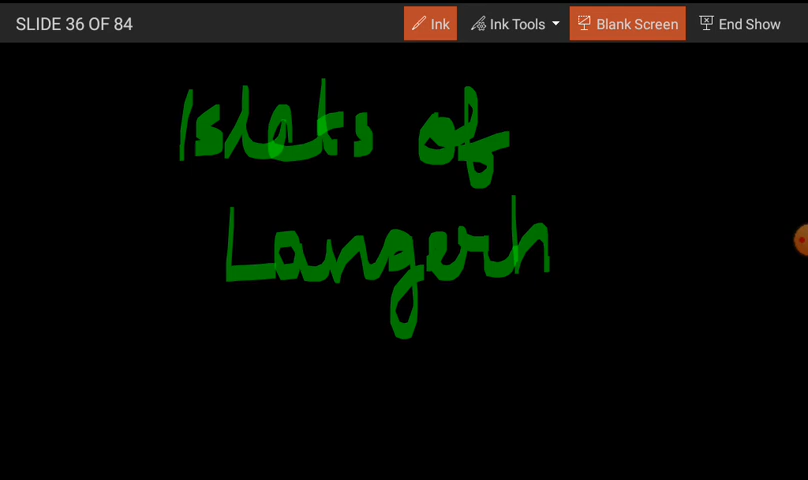 SLIDE 36 OF 84 Ink Ink Tools Blank Screen End Show
Islets of
Langerh